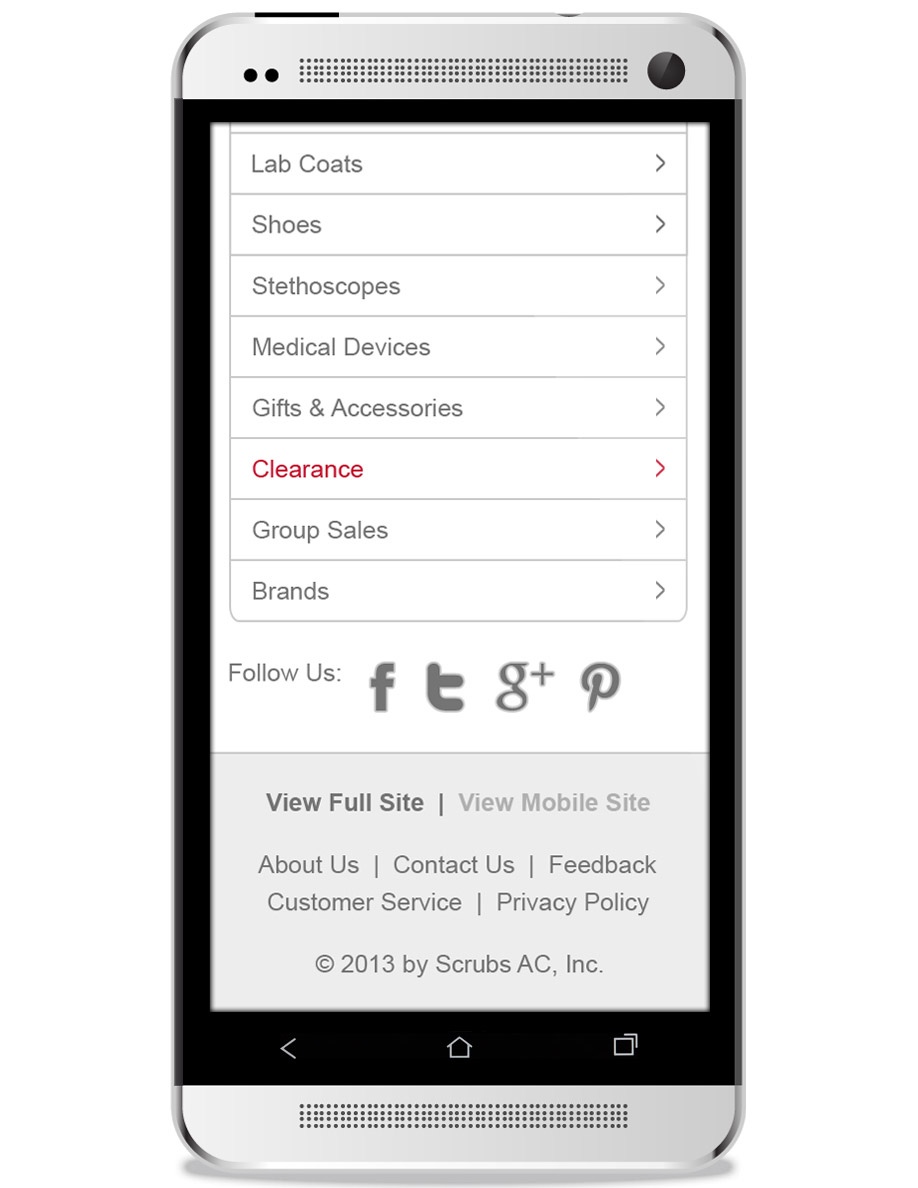 Lab Coats
Shoes
Stethoscopes
Medical Devices
Gifts & Accessories
Clearance
Group Sales
Brands
Follow Us:
View Full Site | View Mobile Site
About Us | Contact Us | Feedback
Customer Service | Privacy Policy
© 2013 by Scrubs AC, Inc.